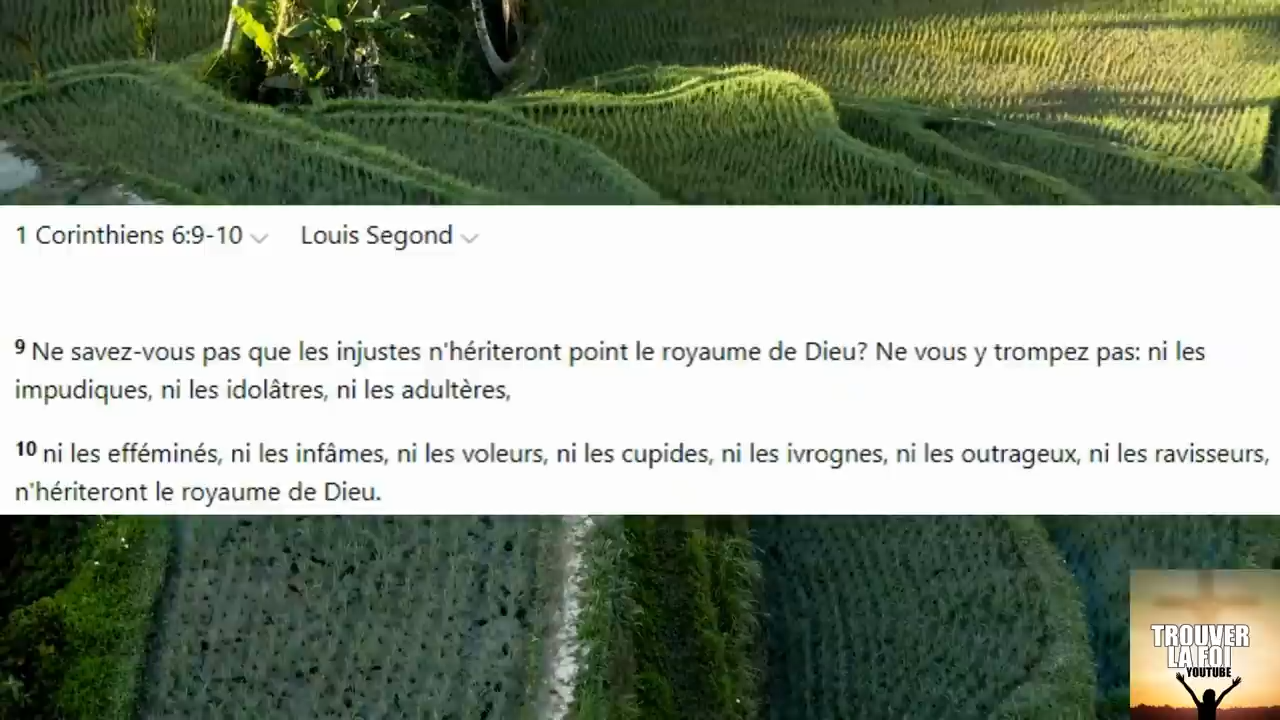 1 Corinthiens 6:9-10 Louis Segond
9 Ne savez-vous pas que les injustes n'hériteront point le royaume de Dieu? Ne vous y trompez pas: ni les
impudiques, ni les idolâtres, ni les adultères,
10 ni les efféminés, ni les infâmes, ni les voleurs, ni les cupides, ni les ivrognes, ni les outrageux, ni les ravisseurs,
n'hériteront le royaume de Dieu.
TROUVER
LA FOI
YOUTUBE